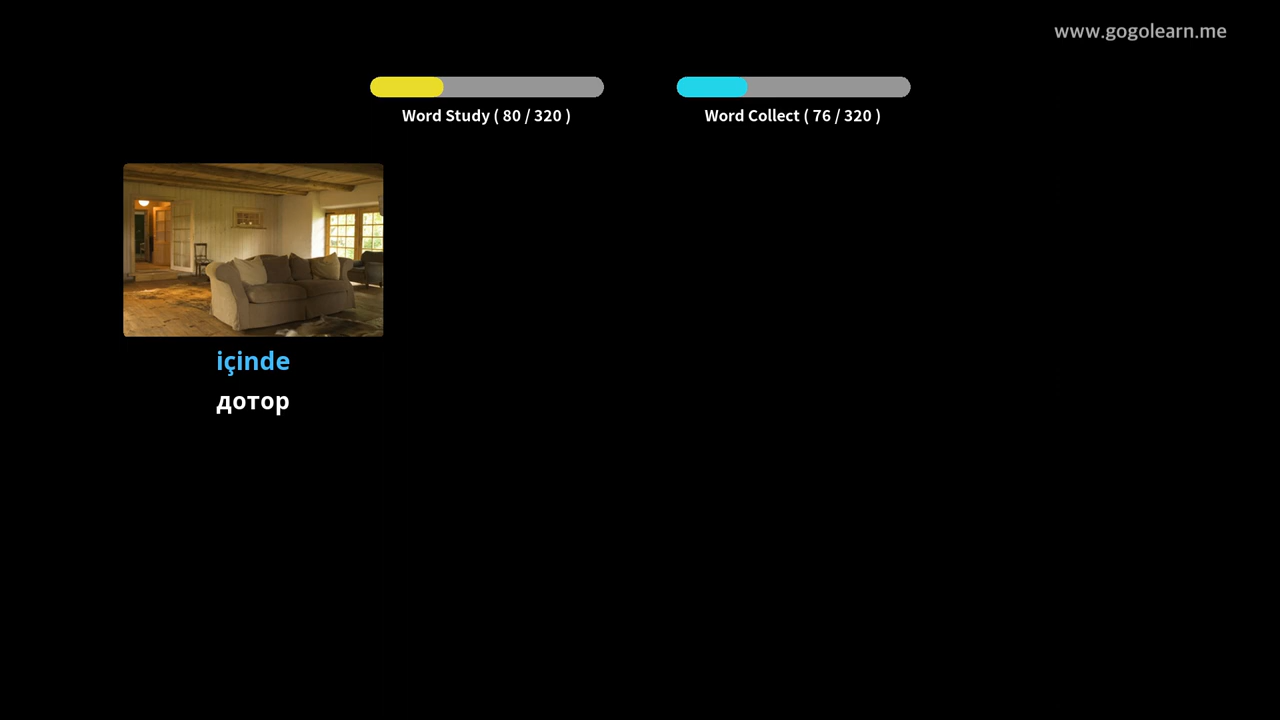 www.gogolearn.me
Word Study ( 80 / 320 )
Word Collect ( 76 / 320 )
içinde
дотор